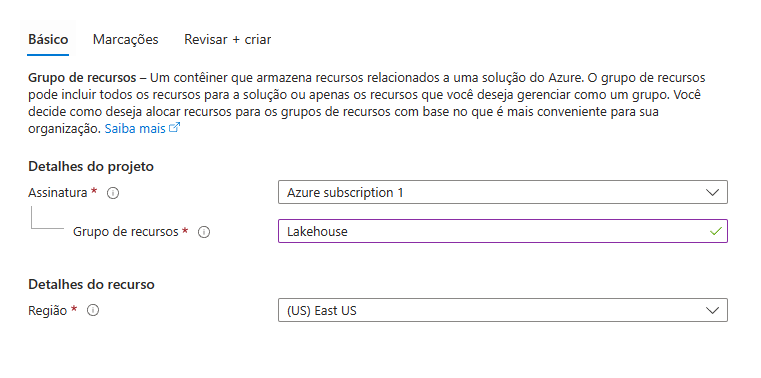 Básico Marcações Revisar + criar
Grupo de recursos – Um contêiner que armazena recursos relacionados a uma solução do Azure. O grupo de recursos
pode incluir todos os recursos para a solução ou apenas os recursos que você deseja gerenciar como um grupo. Você
decide como deseja alocar recursos para os grupos de recursos com base no que é mais conveniente para sua
organização. Saiba mais
Detalhes do projeto
Assinatura * Azure subscription 1
Grupo de recursos * Lakehouse
Detalhes do recurso
Região * (US) East US